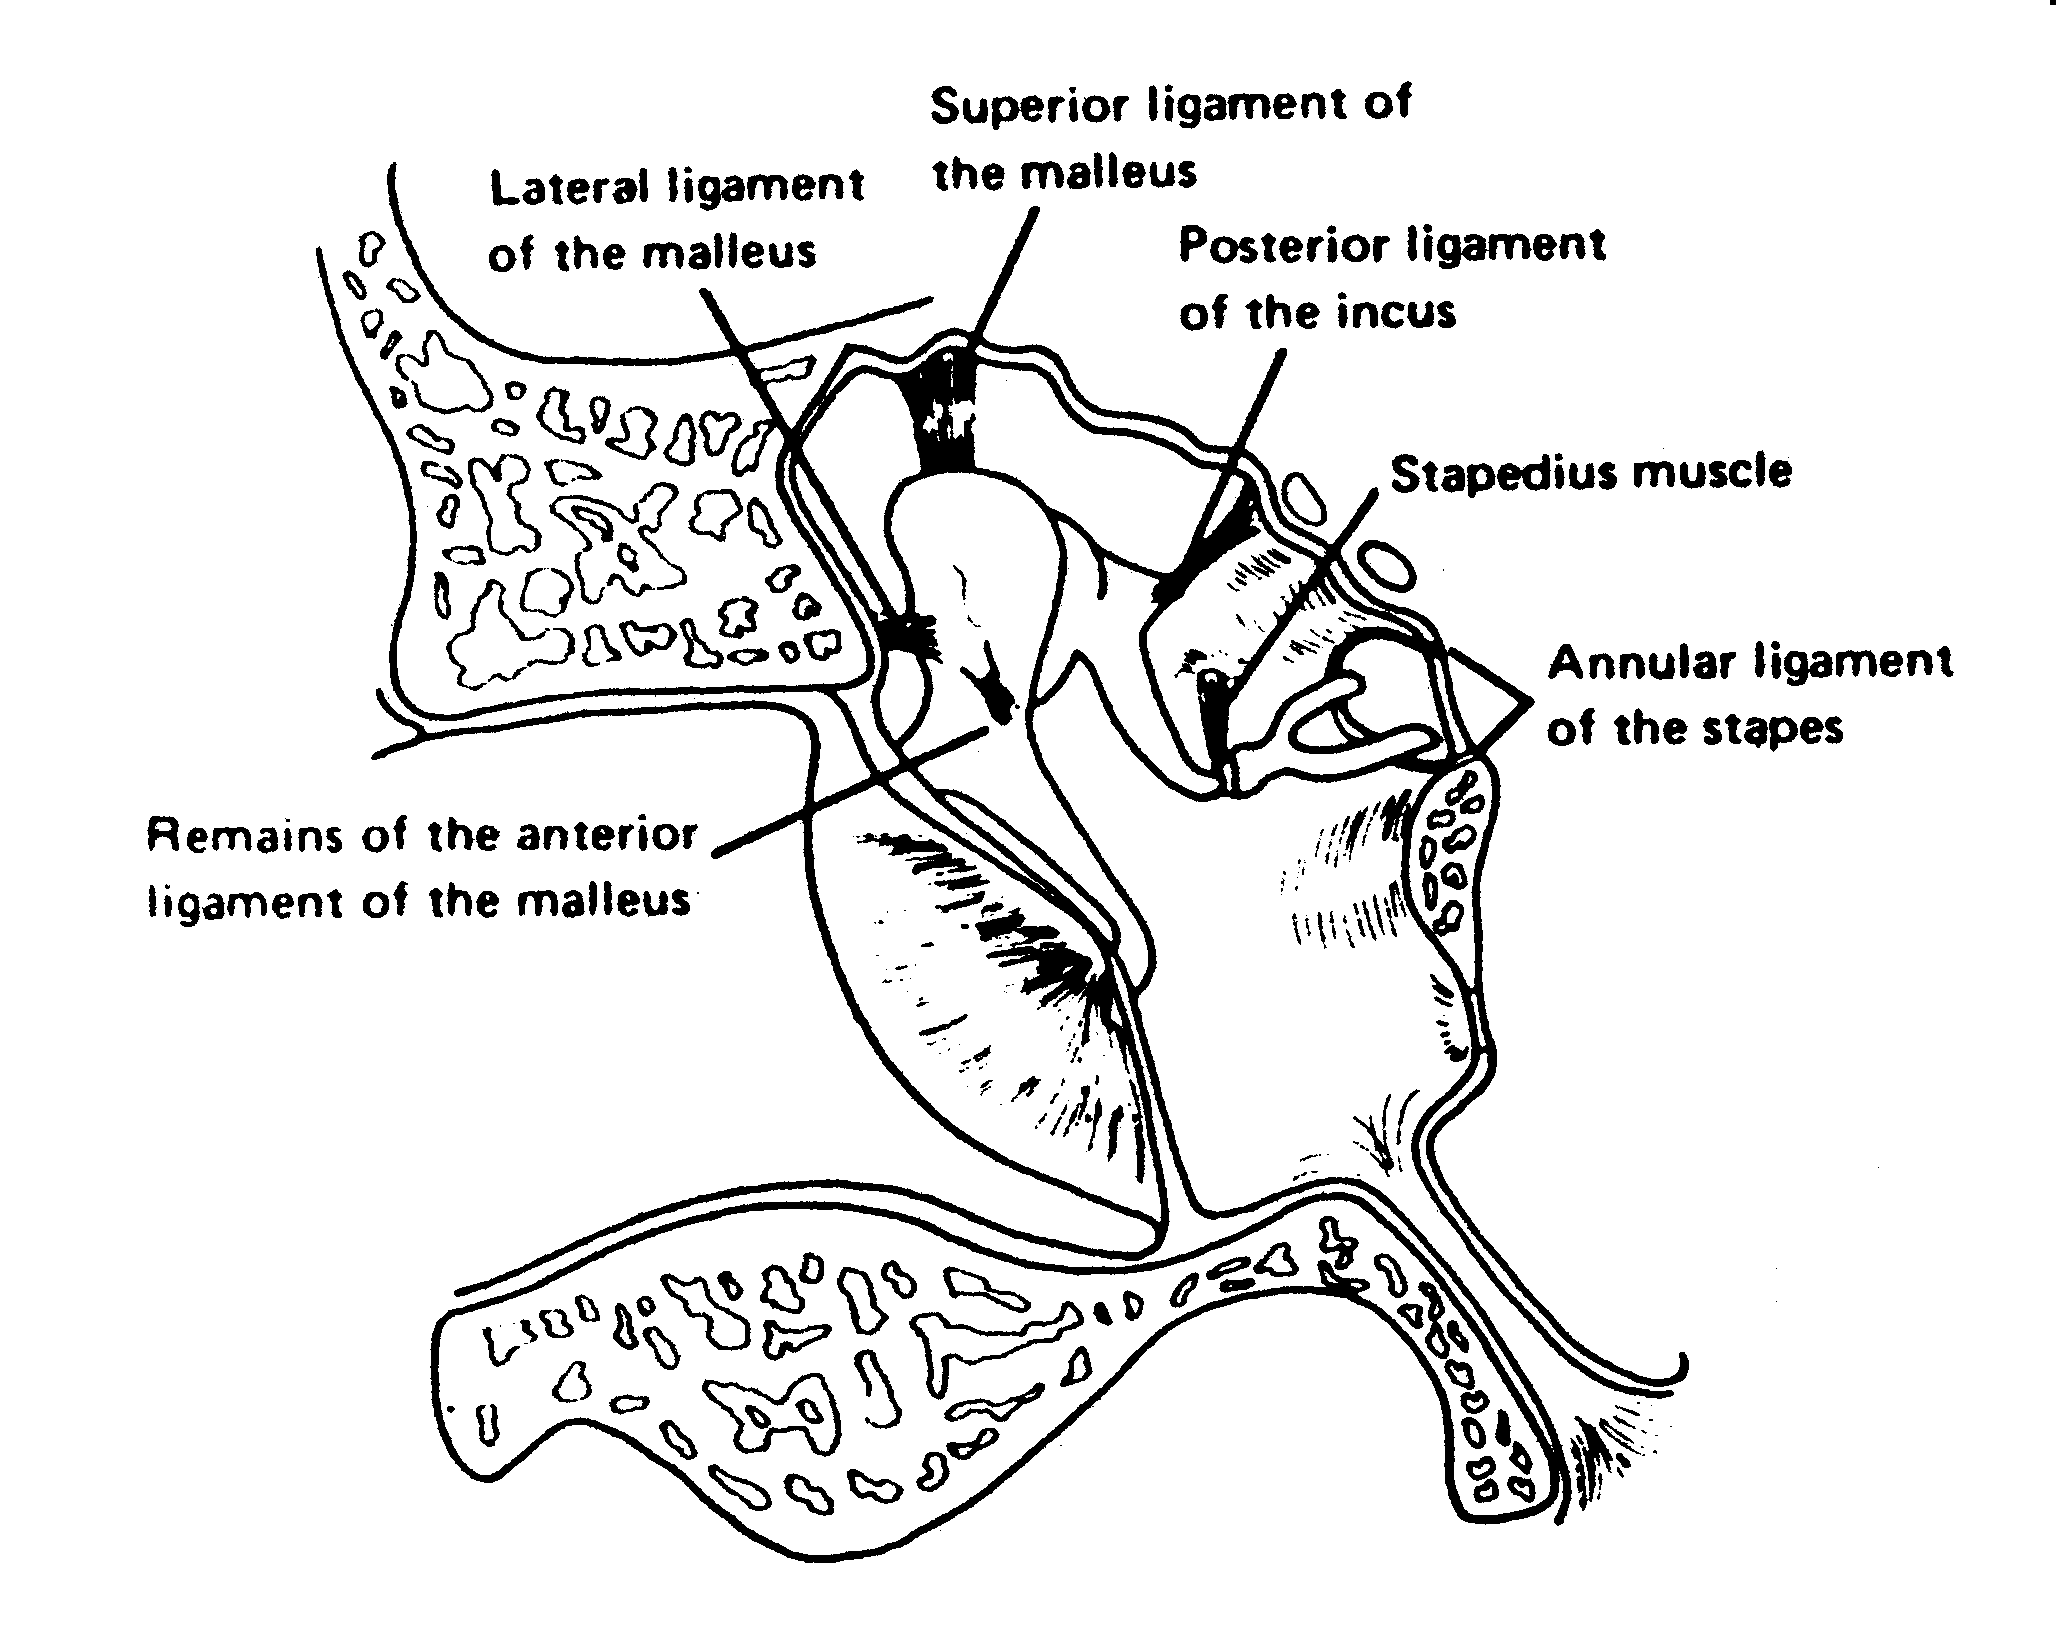 Superior ligament of
the malleus
Lateral ligament
of the malleus
Posterior ligament
of the incus
Stapedius muscle
Annular ligament
of the stapes
Remains of the anterior
ligament of the malleus